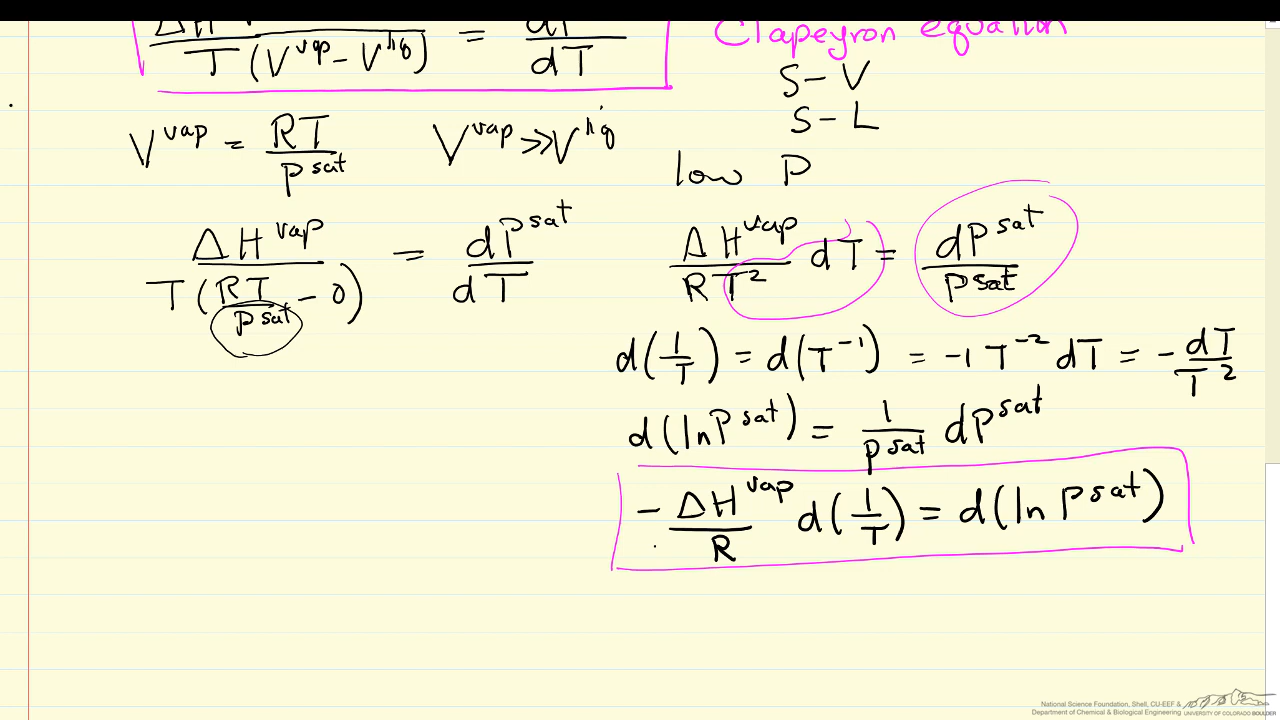 ΔH^vap / T(V^vap - V^liq) = dP / dT Clapeyron equation
S - V
S - L
V^vap = RT / P^sat V^vap >> V^liq
low P
ΔH^vap / T(RT / P^sat - 0) = dP^sat / dT ΔH^vap / RT² dT = dP^sat / P^sat
d(1/T) = d(T^-1) = -1 T^-2 dT = - dT / T²
d(ln P^sat) = 1 / P^sat dP^sat
- ΔH^vap / R d(1/T) = d(ln P^sat)
National Science Foundation, Shell, CU-EEF &
Department of Chemical & Biological Engineering UNIVERSITY OF COLORADO BOULDER